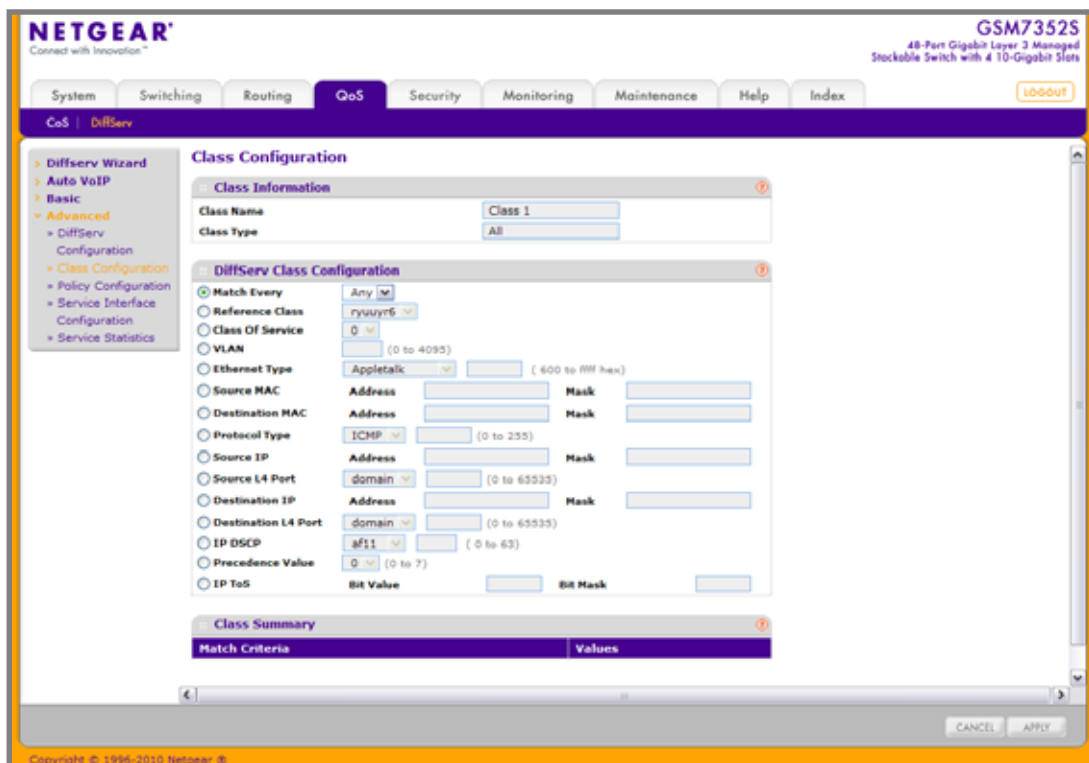 NETGEAR®
Connect with Innovation™
GSM7352S
48-Port Gigabit Layer 3 Managed
Stackable Switch with 4 10-Gigabit Slots
System Switching Routing QoS Security Monitoring Maintenance Help Index LOGOUT
CoS | DiffServ
Diffserv Wizard
Auto VoIP
Basic
Advanced
» DiffServ
Configuration
» Class Configuration
» Policy Configuration
» Service Interface
Configuration
» Service Statistics
Class Configuration
Class Information
Class Name Class 1
Class Type All
DiffServ Class Configuration
Match Every Any
Reference Class ryuuyr6
Class Of Service 0
VLAN (0 to 4095)
Ethernet Type Appletalk ( 600 to ffff hex)
Source MAC Address Mask
Destination MAC Address Mask
Protocol Type ICMP (0 to 255)
Source IP Address Mask
Source L4 Port domain (0 to 65535)
Destination IP Address Mask
Destination L4 Port domain (0 to 65535)
IP DSCP af11 ( 0 to 63)
Precedence Value 0 (0 to 7)
IP ToS Bit Value Bit Mask
Class Summary
Match Criteria Values
CANCEL APPLY
Copyright © 1996-2010 Netgear ®